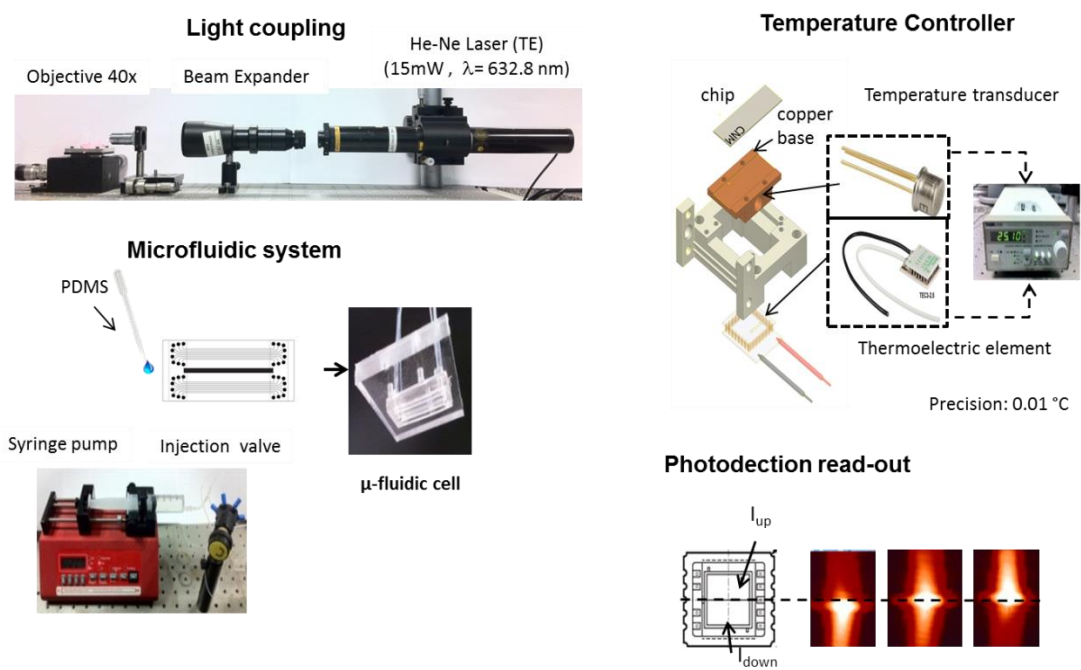 Light coupling
He-Ne Laser (TE)
(15mW , λ= 632.8 nm)
Objective 40x
Beam Expander
Microfluidic system
PDMS
Syringe pump
Injection valve
μ-fluidic cell
Temperature Controller
chip
CNM
copper
base
Temperature transducer
2510
Thermoelectric element
Precision: 0.01 °C
Photodection read-out
Iup
Idown